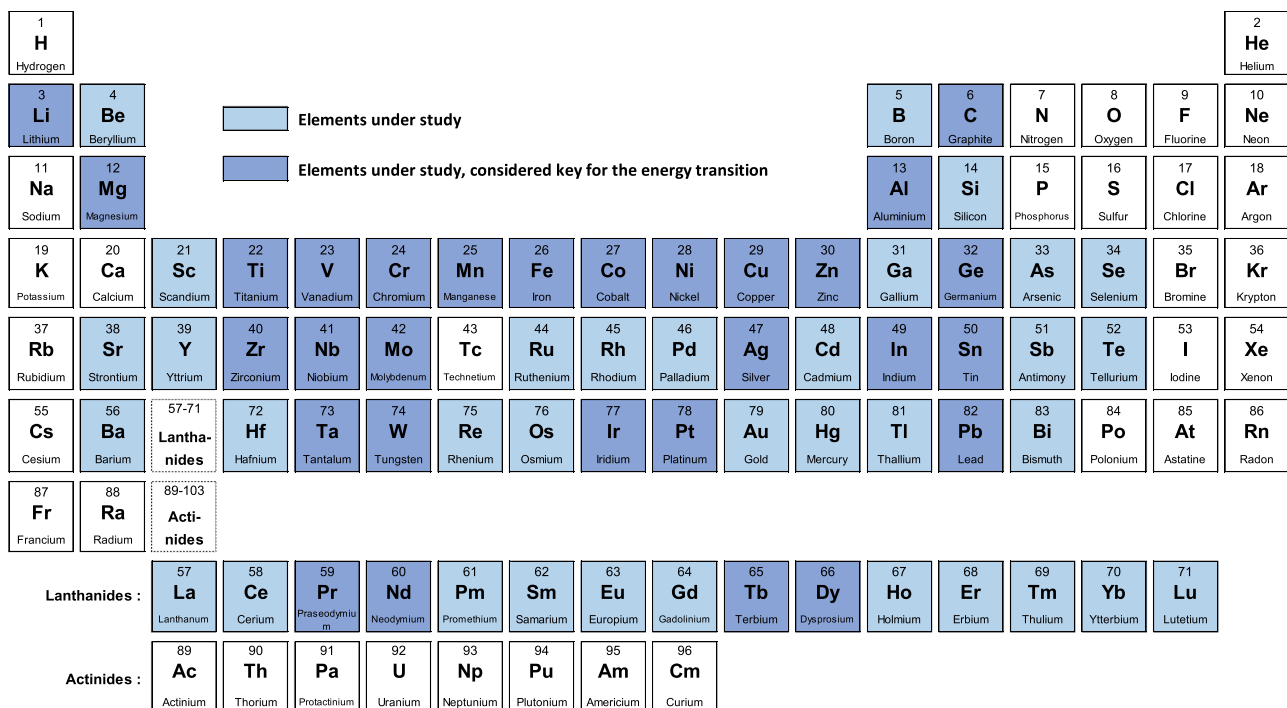 1 2
H He
Hydrogen Helium
3 4 5 6 7 8 9 10
Li Be B C N O F Ne
Lithium Beryllium Boron Graphite Nitrogen Oxygen Fluorine Neon
Elements under study
Elements under study, considered key for the energy transition
11 12 13 14 15 16 17 18
Na Mg Al Si P S Cl Ar
Sodium Magnesium Aluminium Silicon Phosphorus Sulfur Chlorine Argon
19 20 21 22 23 24 25 26 27 28 29 30 31 32 33 34 35 36
K Ca Sc Ti V Cr Mn Fe Co Ni Cu Zn Ga Ge As Se Br Kr
Potassium Calcium Scandium Titanium Vanadium Chromium Manganese Iron Cobalt Nickel Copper Zinc Gallium Germanium Arsenic Selenium Bromine Krypton
37 38 39 40 41 42 43 44 45 46 47 48 49 50 51 52 53 54
Rb Sr Y Zr Nb Mo Tc Ru Rh Pd Ag Cd In Sn Sb Te I Xe
Rubidium Strontium Yttrium Zirconium Niobium Molybdenum Technetium Ruthenium Rhodium Palladium Silver Cadmium Indium Tin Antimony Tellurium Iodine Xenon
55 56 57-71 72 73 74 75 76 77 78 79 80 81 82 83 84 85 86
Cs Ba Lantha- Hf Ta W Re Os Ir Pt Au Hg Tl Pb Bi Po At Rn
Cesium Barium nides Hafnium Tantalum Tungsten Rhenium Osmium Iridium Platinum Gold Mercury Thallium Lead Bismuth Polonium Astatine Radon
87 88 89-103
Fr Ra Acti-
Francium Radium nides
57 58 59 60 61 62 63 64 65 66 67 68 69 70 71
Lanthanides : La Ce Pr Nd Pm Sm Eu Gd Tb Dy Ho Er Tm Yb Lu
Lanthanum Cerium Praseodymiu Neodymium Promethium Samarium Europium Gadolinium Terbium Dysprosium Holmium Erbium Thulium Ytterbium Lutetium
m
89 90 91 92 93 94 95 96
Actinides : Ac Th Pa U Np Pu Am Cm
Actinium Thorium Protactinium Uranium Neptunium Plutonium Americium Curium